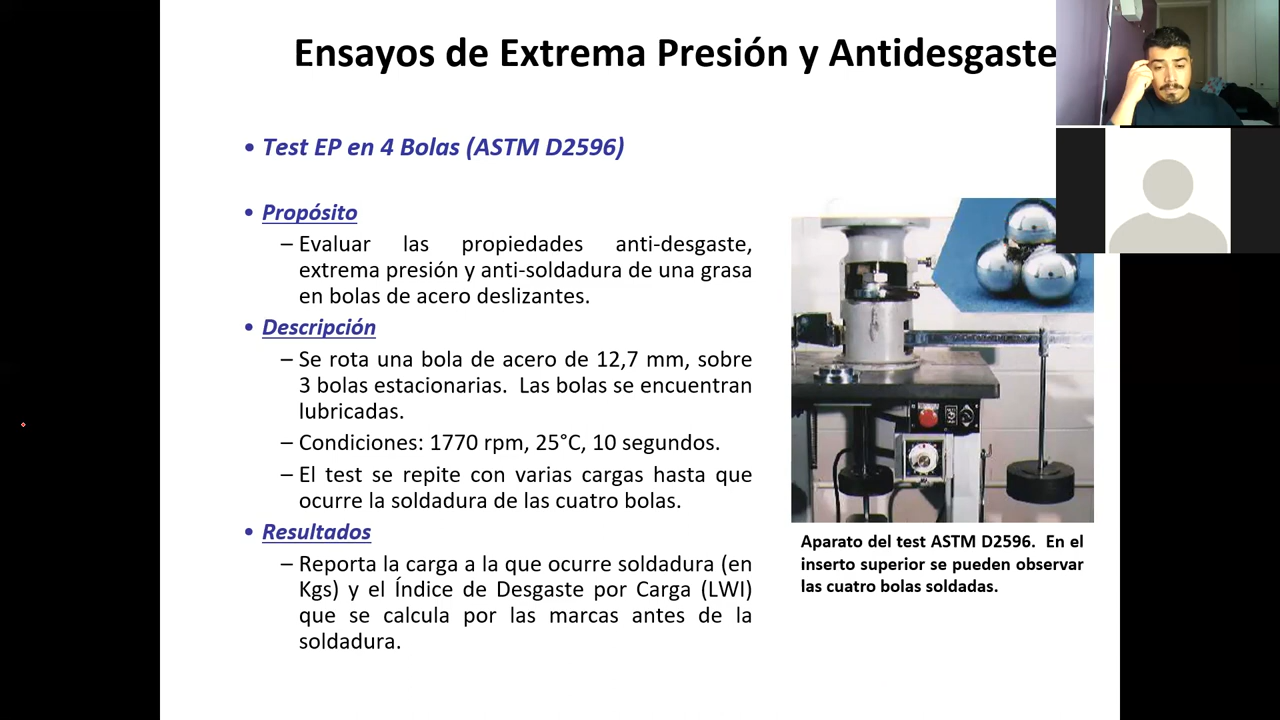 Ensayos de Extrema Presión y Antidesgaste
• Test EP en 4 Bolas (ASTM D2596)
• Propósito
– Evaluar las propiedades anti-desgaste,
extrema presión y anti-soldadura de una grasa
en bolas de acero deslizantes.
• Descripción
– Se rota una bola de acero de 12,7 mm, sobre
3 bolas estacionarias. Las bolas se encuentran
lubricadas.
– Condiciones: 1770 rpm, 25°C, 10 segundos.
– El test se repite con varias cargas hasta que
ocurre la soldadura de las cuatro bolas.
• Resultados
– Reporta la carga a la que ocurre soldadura (en
Kgs) y el Índice de Desgaste por Carga (LWI)
que se calcula por las marcas antes de la
soldadura.
Aparato del test ASTM D2596. En el
inserto superior se pueden observar
las cuatro bolas soldadas.